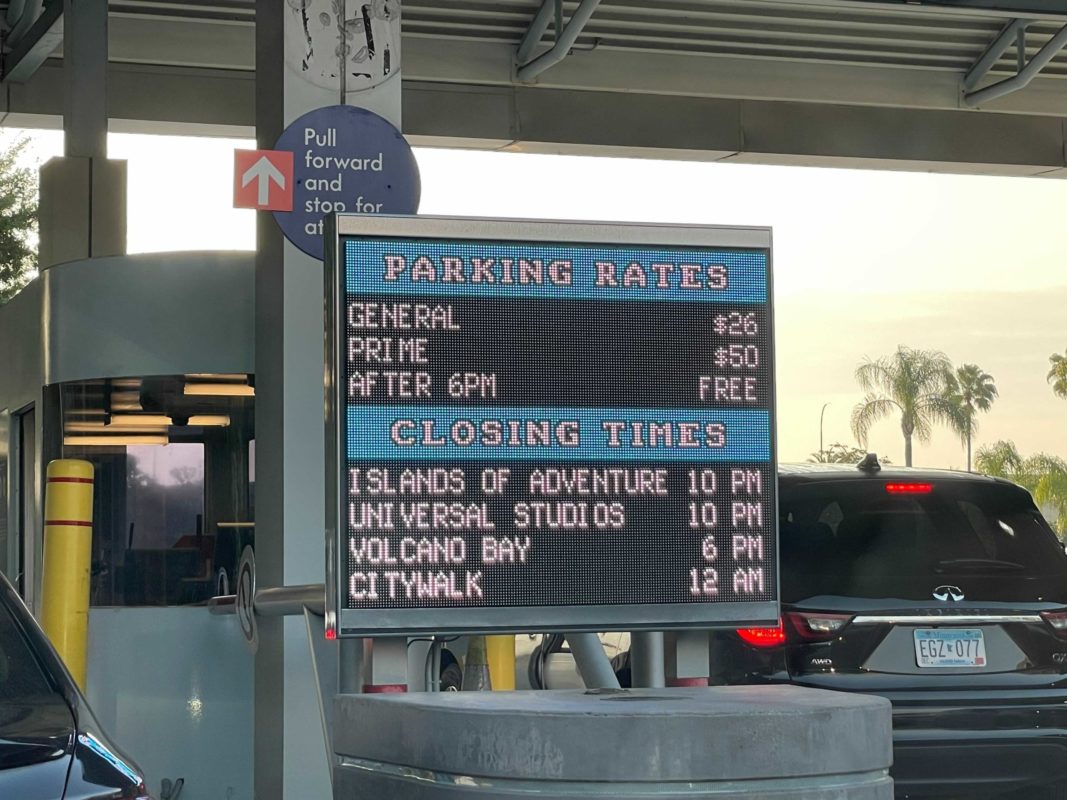 Pull
forward
and
stop for
PARKING RATES
GENERAL $26
PRIME $50
AFTER 6PM FREE
CLOSING TIMES
ISLANDS OF ADVENTURE 10 PM
UNIVERSAL STUDIOS 10 PM
VOLCANO BAY 6 PM
CITYWALK 12 AM
AWD
Minnesota
EGZ 077